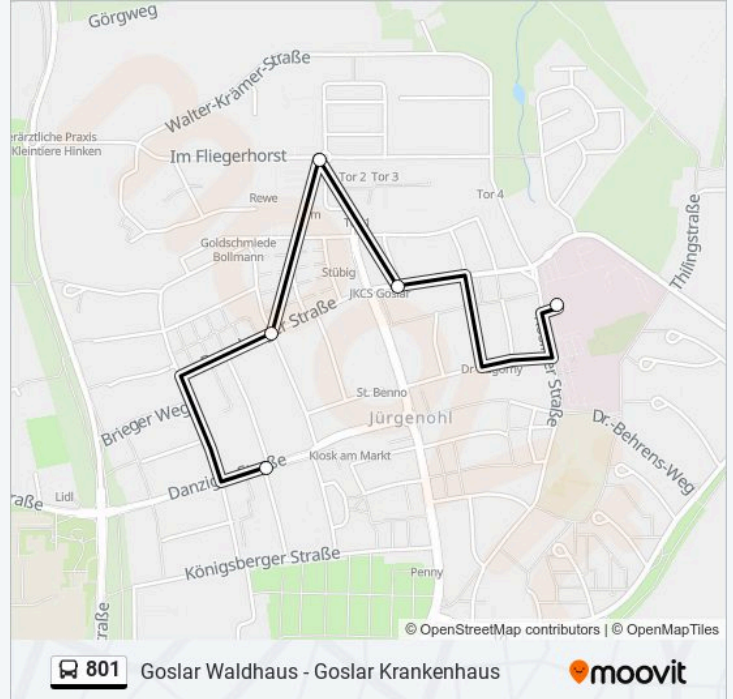 Görgweg
Walter-Krämer-Straße
erärztliche Praxis
Kleintiere Hinken
Im Fliegerhorst
Tor 2 Tor 3
Rewe
Tor 4
Goldschmiede
Bollmann
Thilingstraße
Stübig
JKCS Goslar
Brieger Weg
St. Benno
Jürgenohl
Dr.-Behrens-Weg
Kiosk am Markt
Lidl
aße
Königsberger Straße
Penny
raße
© OpenStreetMap contributors | © OpenMapTiles
801 Goslar Waldhaus - Goslar Krankenhaus
moovit